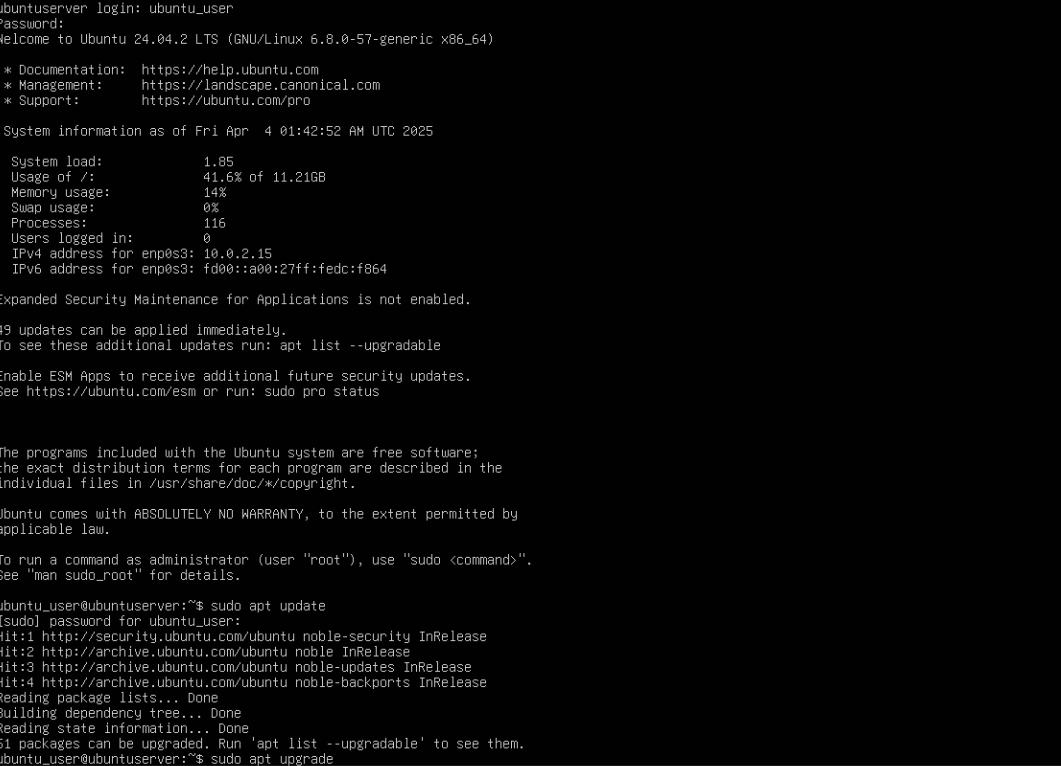 ubuntuserver login: ubuntu_user
Password:
Welcome to Ubuntu 24.04.2 LTS (GNU/Linux 6.8.0-57-generic x86_64)
* Documentation:  https://help.ubuntu.com
* Management:     https://landscape.canonical.com
* Support:        https://ubuntu.com/pro
System information as of Fri Apr  4 01:42:52 AM UTC 2025
System load:             1.85
Usage of /:              41.6% of 11.21GB
Memory usage:            14%
Swap usage:              0%
Processes:               116
Users logged in:         0
IPv4 address for enp0s3: 10.0.2.15
IPv6 address for enp0s3: fd00::a00:27ff:fedc:f864
Expanded Security Maintenance for Applications is not enabled.
49 updates can be applied immediately.
To see these additional updates run: apt list --upgradable
Enable ESM Apps to receive additional future security updates.
See https://ubuntu.com/esm or run: sudo pro status
The programs included with the Ubuntu system are free software;
the exact distribution terms for each program are described in the
individual files in /usr/share/doc/*/copyright.
Ubuntu comes with ABSOLUTELY NO WARRANTY, to the extent permitted by
applicable law.
To run a command as administrator (user "root"), use "sudo <command>".
See "man sudo_root" for details.
ubuntu_user@ubuntuserver:~$ sudo apt update
[sudo] password for ubuntu_user:
Hit:1 http://security.ubuntu.com/ubuntu noble-security InRelease
Hit:2 http://archive.ubuntu.com/ubuntu noble InRelease
Hit:3 http://archive.ubuntu.com/ubuntu noble-updates InRelease
Hit:4 http://archive.ubuntu.com/ubuntu noble-backports InRelease
Reading package lists... Done
Building dependency tree... Done
Reading state information... Done
51 packages can be upgraded. Run 'apt list --upgradable' to see them.
ubuntu_user@ubuntuserver:~$ sudo apt upgrade